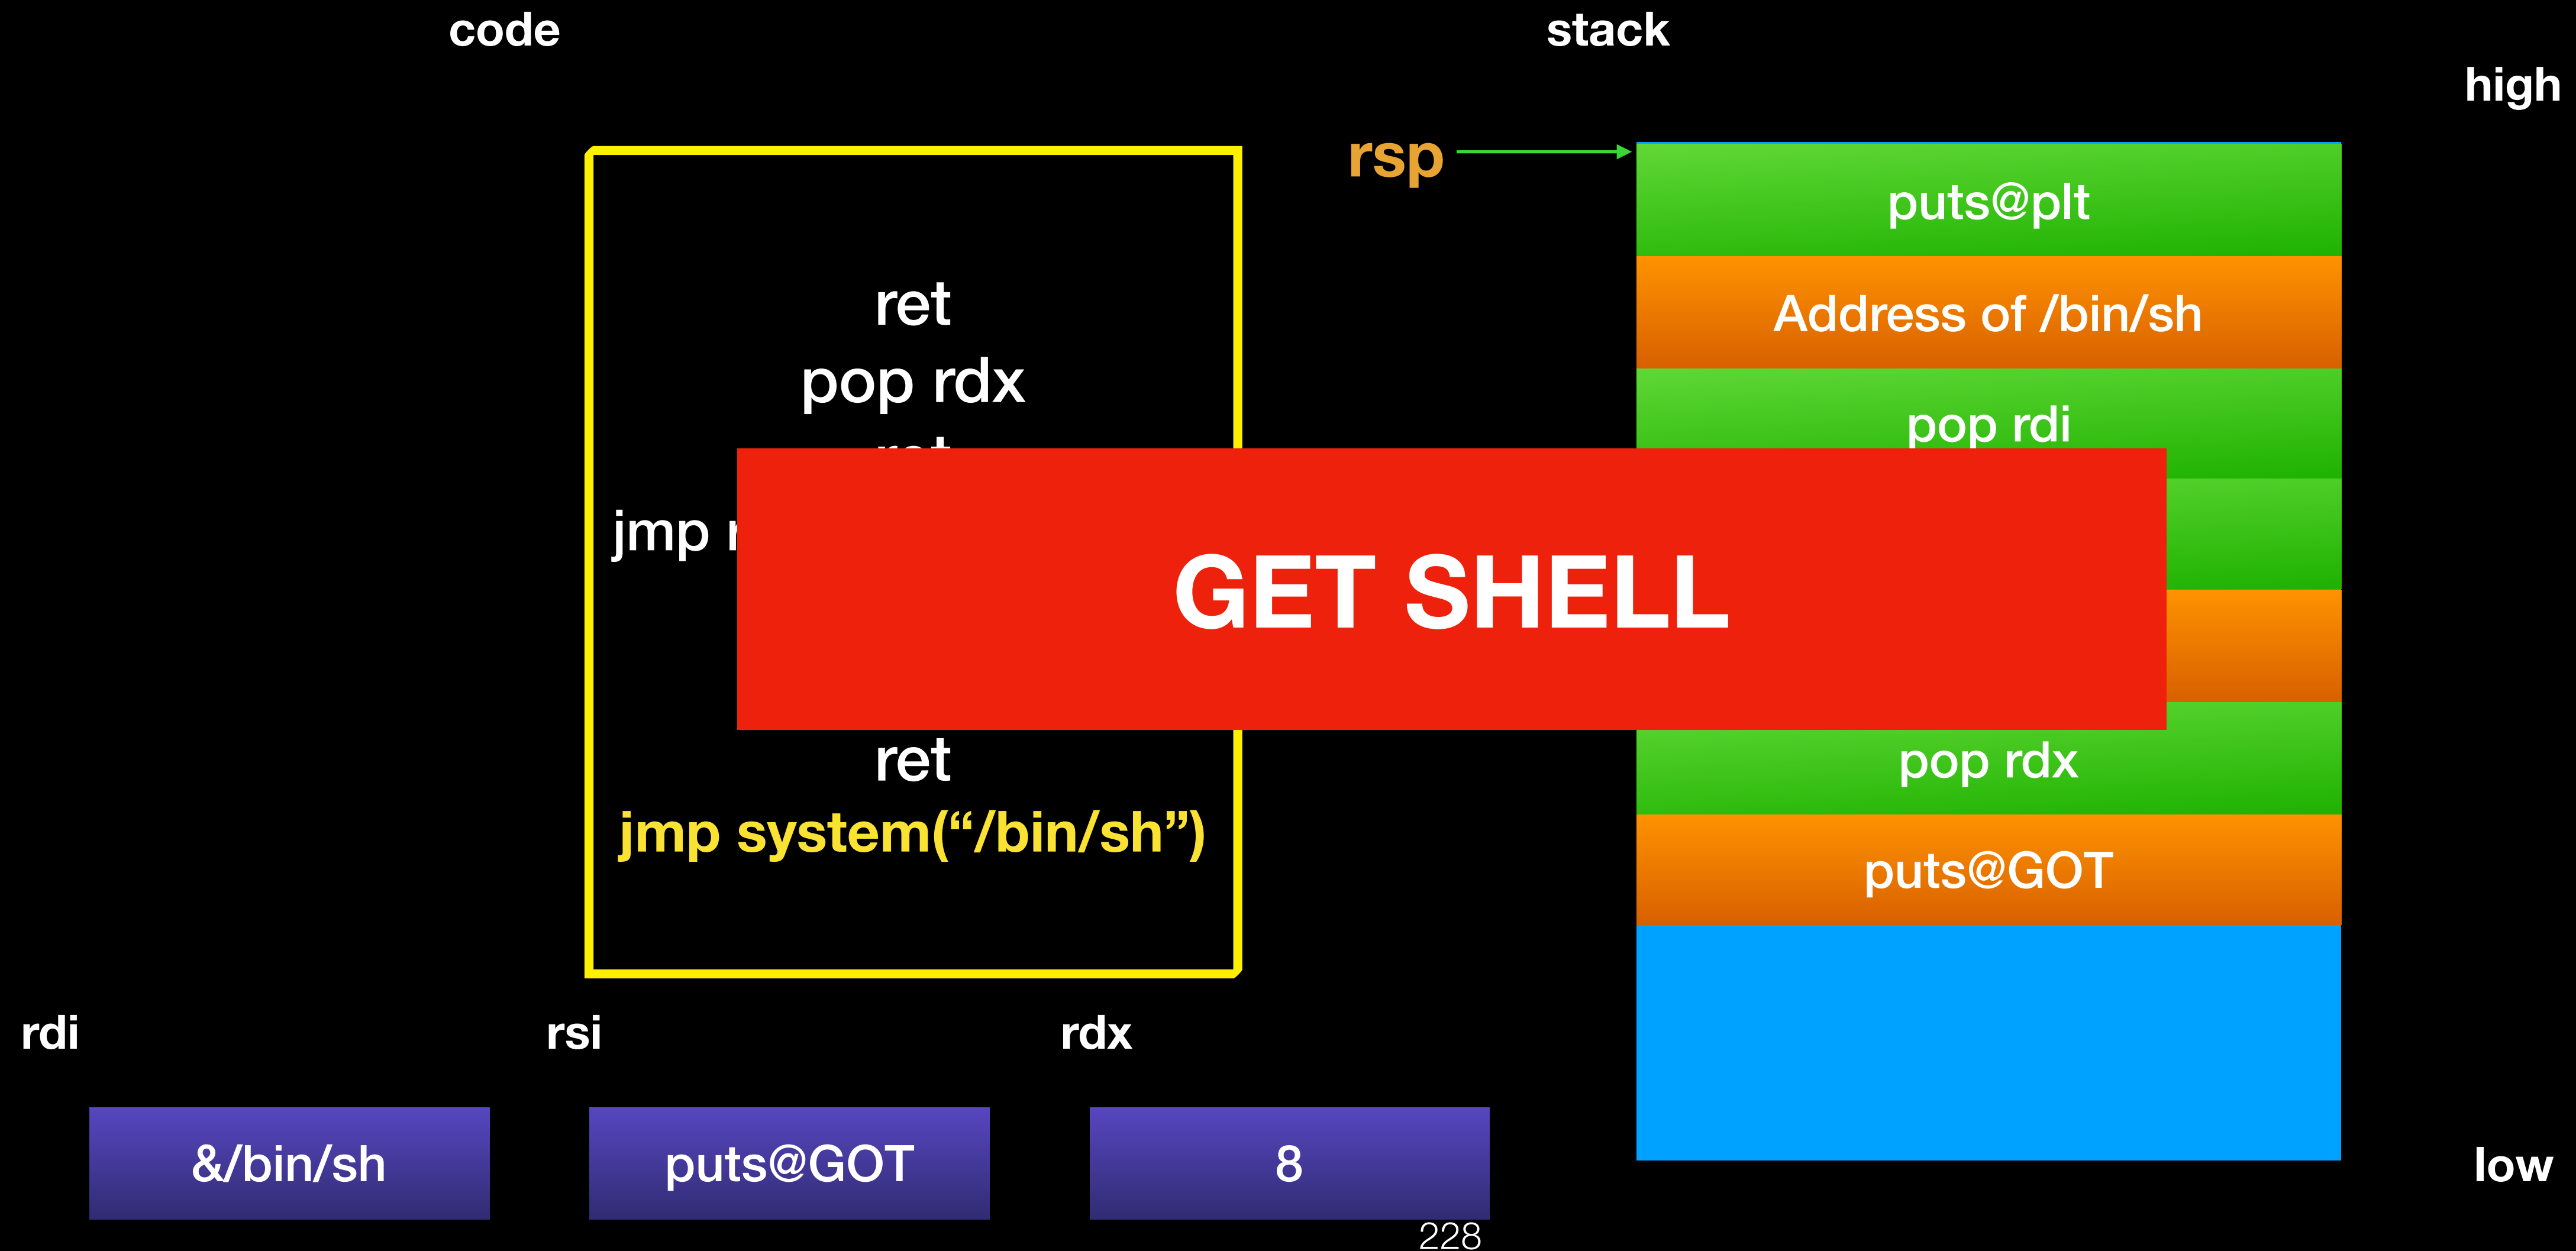 code
stack
high
rsp
puts@plt
Address of /bin/sh
pop rdi
pop rdx
puts@GOT
ret
pop rdx
ret
jmp
GET SHELL
ret
jmp system(“/bin/sh”)
rdi
rsi
rdx
&/bin/sh
puts@GOT
8
low
228